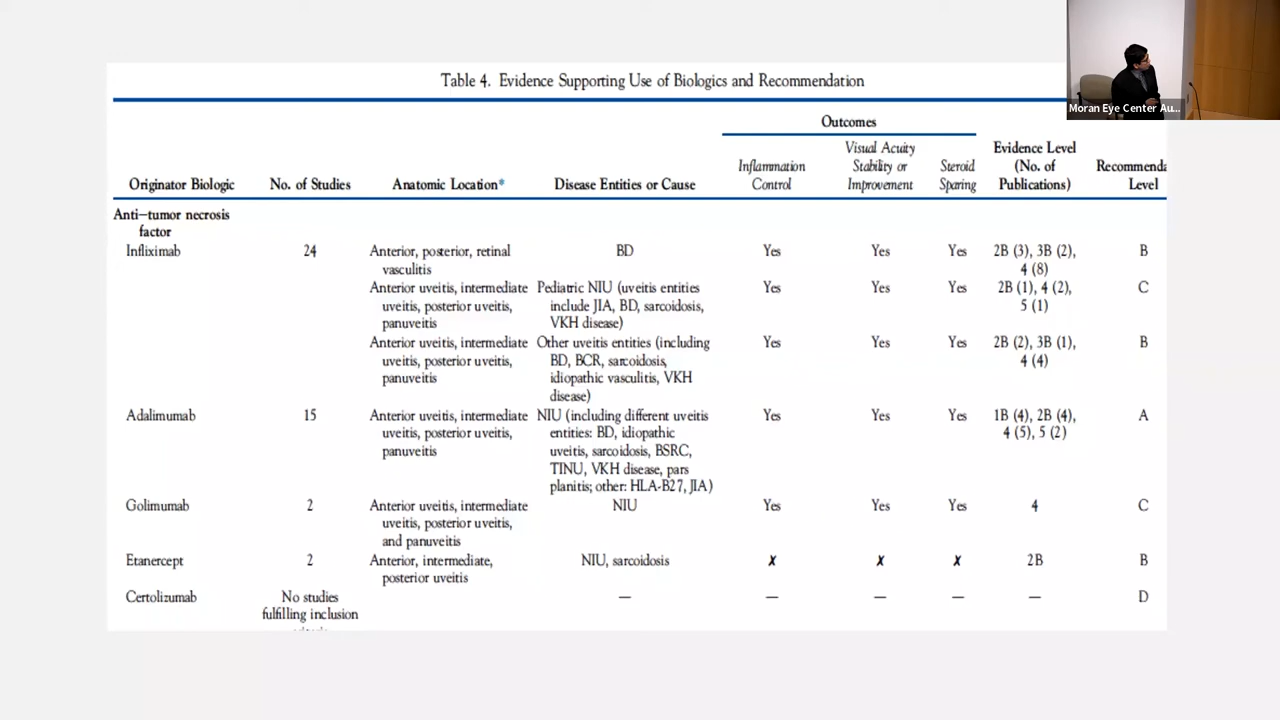 Table 4. Evidence Supporting Use of Biologics and Recommendation
Moran Eye Center Au...
Outcomes
Originator Biologic No. of Studies Anatomic Location* Disease Entities or Cause Inflammation Control Visual Acuity Stability or Improvement Steroid Sparing Evidence Level (No. of Publications) Recommenda Level
Anti–tumor necrosis
factor
Infliximab 24 Anterior, posterior, retinal BD Yes Yes Yes 2B (3), 3B (2), B
vasculitis 4 (8)
Anterior uveitis, intermediate Pediatric NIU (uveitis entities Yes Yes Yes 2B (1), 4 (2), C
uveitis, posterior uveitis, include JIA, BD, sarcoidosis, 5 (1)
panuveitis VKH disease)
Anterior uveitis, intermediate Other uveitis entities (including Yes Yes Yes 2B (2), 3B (1), B
uveitis, posterior uveitis, BD, BCR, sarcoidosis, 4 (4)
panuveitis idiopathic vasculitis, VKH
disease)
Adalimumab 15 Anterior uveitis, intermediate NIU (including different uveitis Yes Yes Yes 1B (4), 2B (4), A
uveitis, posterior uveitis, entities: BD, idiopathic 4 (5), 5 (2)
panuveitis uveitis, sarcoidosis, BSRC,
TINU, VKH disease, pars
planitis; other: HLA-B27, JIA)
Golimumab 2 Anterior uveitis, intermediate NIU Yes Yes Yes 4 C
uveitis, posterior uveitis,
and panuveitis
Etanercept 2 Anterior, intermediate, NIU, sarcoidosis ✗ ✗ ✗ 2B B
posterior uveitis
Certolizumab No studies — — — — — D
fulfilling inclusion